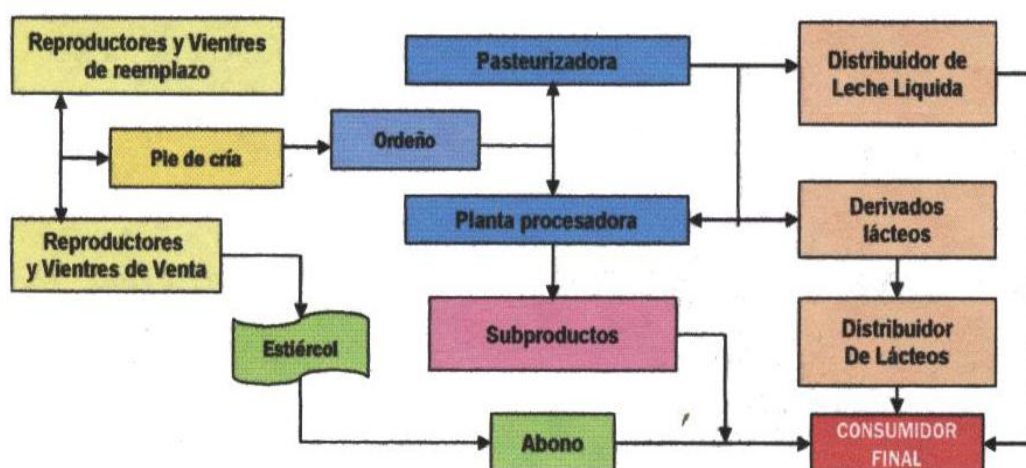 Reproductores y Vientres
de reemplazo
Pasteurizadora
Distribuidor de
Leche Liquida
Pie de cría
Ordeño
Reproductores
y Vientres de Venta
Planta procesadora
Derivados
lácteos
Estiércol
Subproductos
Distribuidor
De Lácteos
Abono
CONSUMIDOR
FINAL